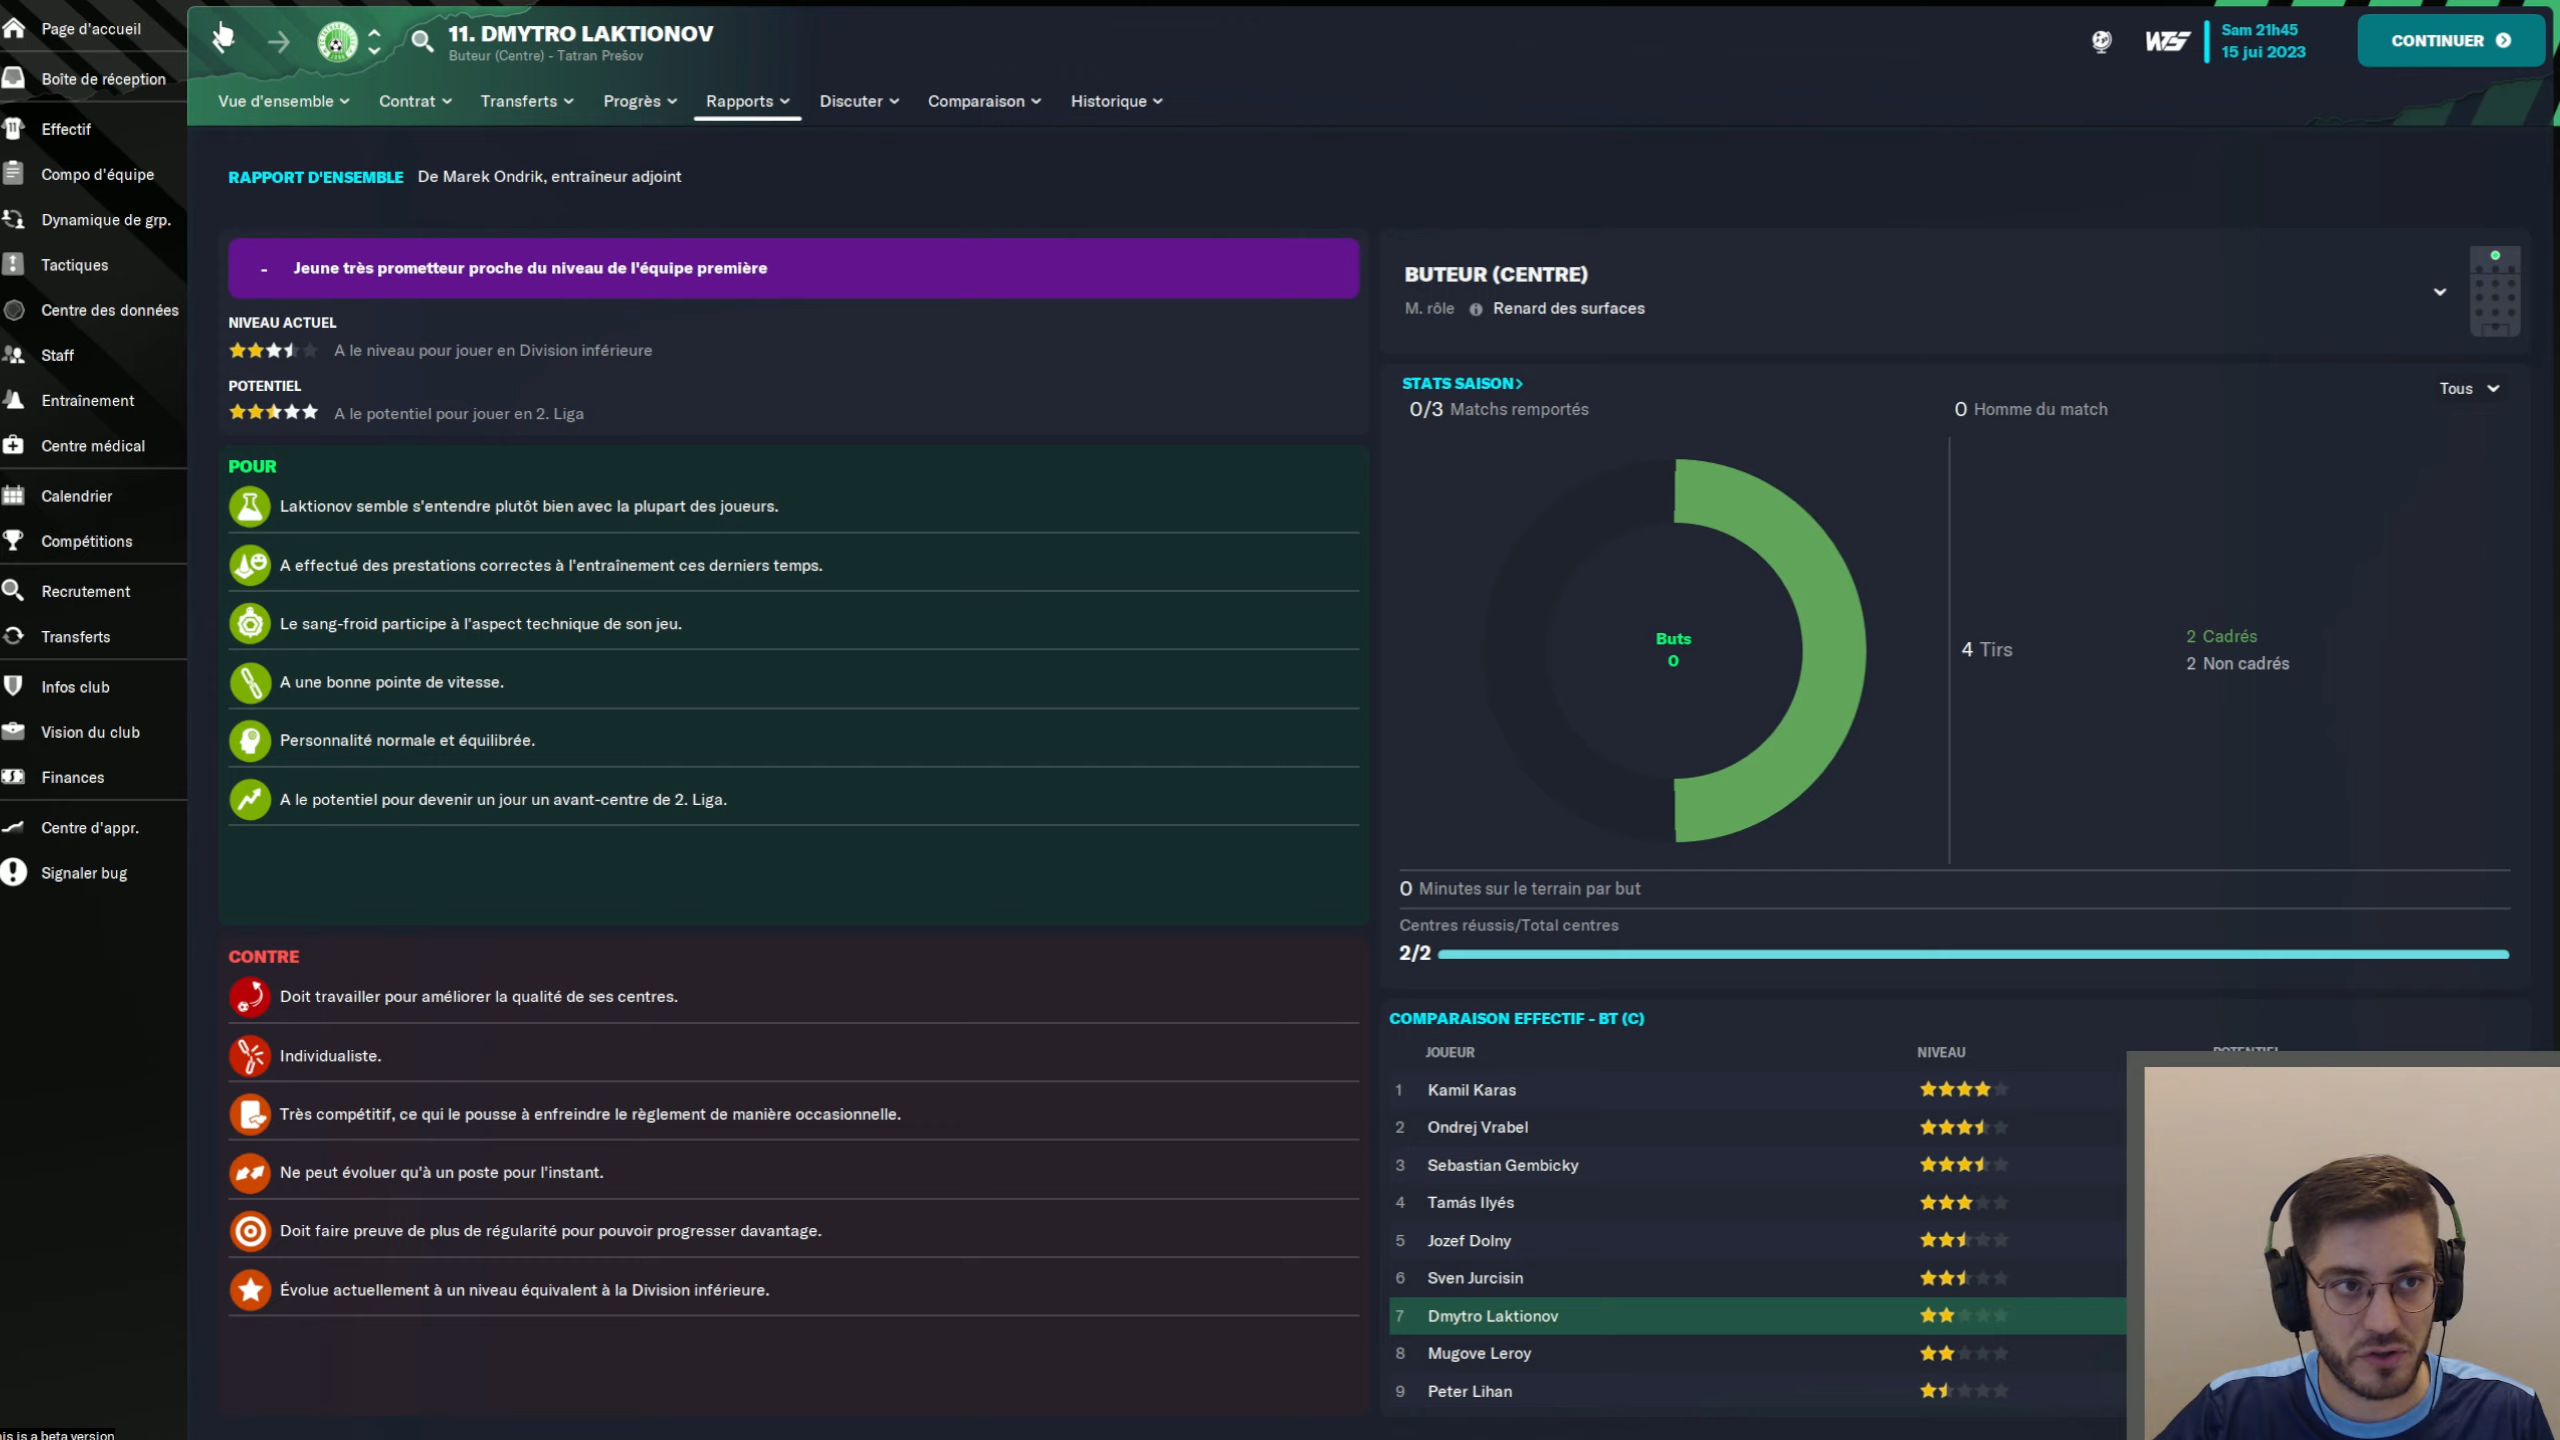 Page d'accueil
Boîte de réception
Effectif
Compo d'équipe
Dynamique de grp.
Tactiques
Centre des données
Staff
Entraînement
Centre médical
Calendrier
Compétitions
Recrutement
Transferts
Infos club
Vision du club
Finances
Centre d'appr.
Signaler bug
is is a beta version
11. DMYTRO LAKTIONOV
Buteur (Centre) - Tatran Prešov
Sam 21h45
15 jui 2023
CONTINUER
Vue d'ensemble
Contrat
Transferts
Progrès
Rapports
Discuter
Comparaison
Historique
RAPPORT D'ENSEMBLE De Marek Ondrik, entraîneur adjoint
- Jeune très prometteur proche du niveau de l'équipe première
NIVEAU ACTUEL
A le niveau pour jouer en Division inférieure
POTENTIEL
A le potentiel pour jouer en 2. Liga
POUR
Laktionov semble s'entendre plutôt bien avec la plupart des joueurs.
A effectué des prestations correctes à l'entraînement ces derniers temps.
Le sang-froid participe à l'aspect technique de son jeu.
A une bonne pointe de vitesse.
Personnalité normale et équilibrée.
A le potentiel pour devenir un jour un avant-centre de 2. Liga.
CONTRE
Doit travailler pour améliorer la qualité de ses centres.
Individualiste.
Très compétitif, ce qui le pousse à enfreindre le règlement de manière occasionnelle.
Ne peut évoluer qu'à un poste pour l'instant.
Doit faire preuve de plus de régularité pour pouvoir progresser davantage.
Évolue actuellement à un niveau équivalent à la Division inférieure.
BUTEUR (CENTRE)
M. rôle Renard des surfaces
STATS SAISON>
Tous
0/3 Matchs remportés
0 Homme du match
Buts
0
4 Tirs
2 Cadrés
2 Non cadrés
0 Minutes sur le terrain par but
Centres réussis/Total centres
2/2
COMPARAISON EFFECTIF - BT (C)
JOUEUR NIVEAU POTENTIEL
1 Kamil Karas
2 Ondrej Vrabel
3 Sebastian Gembicky
4 Tamás Ilyés
5 Jozef Dolny
6 Sven Jurcisin
7 Dmytro Laktionov
8 Mugove Leroy
9 Peter Lihan